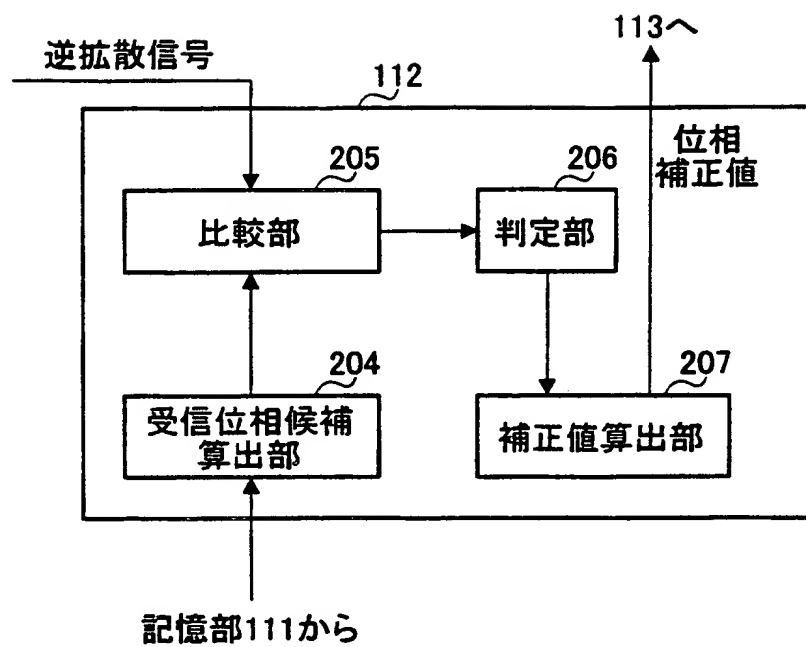 113へ
逆拡散信号
112
位相
補正値
205
比較部
206
判定部
204
受信位相候補
算出部
207
補正値算出部
記憶部111から